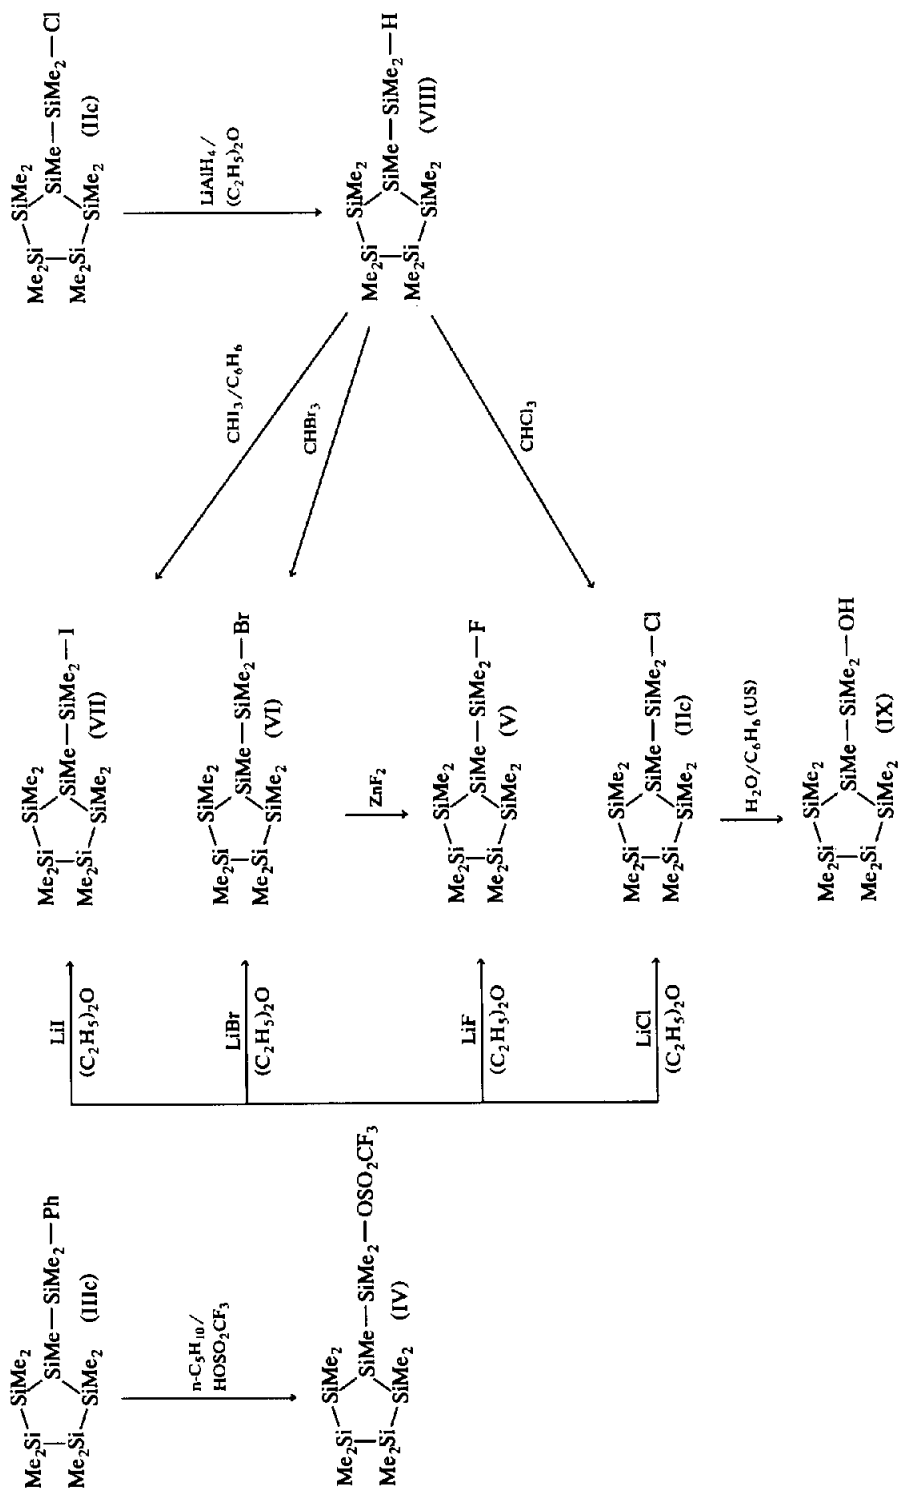 SiMe₂
Me₂Si
SiMe—SiMe₂—Ph
Me₂Si
SiMe₂
(IIIc)
n-C₅H₁₀/
HOSO₂CF₃
SiMe₂
Me₂Si
SiMe—SiMe₂—OSO₂CF₃
Me₂Si
SiMe₂
(IV)
LiI
(C₂H₅)₂O
LiBr
(C₂H₅)₂O
LiF
(C₂H₅)₂O
LiCl
(C₂H₅)₂O
SiMe₂
Me₂Si
SiMe—SiMe₂—I
Me₂Si
SiMe₂
(VII)
SiMe₂
Me₂Si
SiMe—SiMe₂—Br
Me₂Si
SiMe₂
(VI)
ZnF₂
SiMe₂
Me₂Si
SiMe—SiMe₂—F
Me₂Si
SiMe₂
(V)
SiMe₂
Me₂Si
SiMe—SiMe₂—Cl
Me₂Si
SiMe₂
(IIc)
H₂O/C₆H₆(US)
SiMe₂
Me₂Si
SiMe—SiMe₂—OH
Me₂Si
SiMe₂
(IX)
CHI₃/C₆H₆
CHBr₃
CHCl₃
SiMe₂
Me₂Si
SiMe—SiMe₂—Cl
Me₂Si
SiMe₂
(IIc)
LiAlH₄/
(C₂H₅)₂O
SiMe₂
Me₂Si
SiMe—SiMe₂—H
Me₂Si
SiMe₂
(VIII)